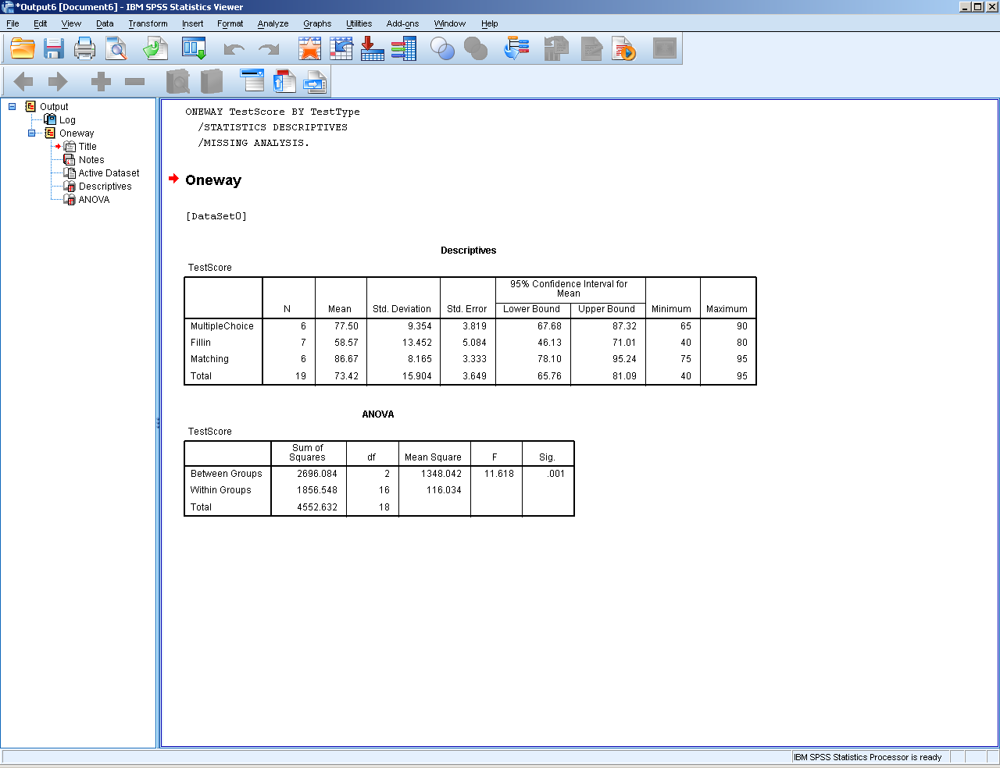 *Output6 [Document6] - IBM SPSS Statistics Viewer
File Edit View Data Transform Insert Format Analyze Graphs Utilities Add-ons Window Help
Output
Log
Oneway
Title
Notes
Active Dataset
Descriptives
ANOVA
ONEWAY TestScore BY TestType
/STATISTICS DESCRIPTIVES
/MISSING ANALYSIS.
Oneway
[DataSet0]
Descriptives
TestScore
95% Confidence Interval for
Mean
N Mean Std. Deviation Std. Error Lower Bound Upper Bound Minimum Maximum
MultipleChoice 6 77.50 9.354 3.819 67.68 87.32 65 90
Fillin 7 58.57 13.452 5.084 46.13 71.01 40 80
Matching 6 86.67 8.165 3.333 78.10 95.24 75 95
Total 19 73.42 15.904 3.649 65.76 81.09 40 95
ANOVA
TestScore
Sum of
Squares df Mean Square F Sig.
Between Groups 2696.084 2 1348.042 11.618 .001
Within Groups 1856.548 16 116.034
Total 4552.632 18
IBM SPSS Statistics Processor is ready